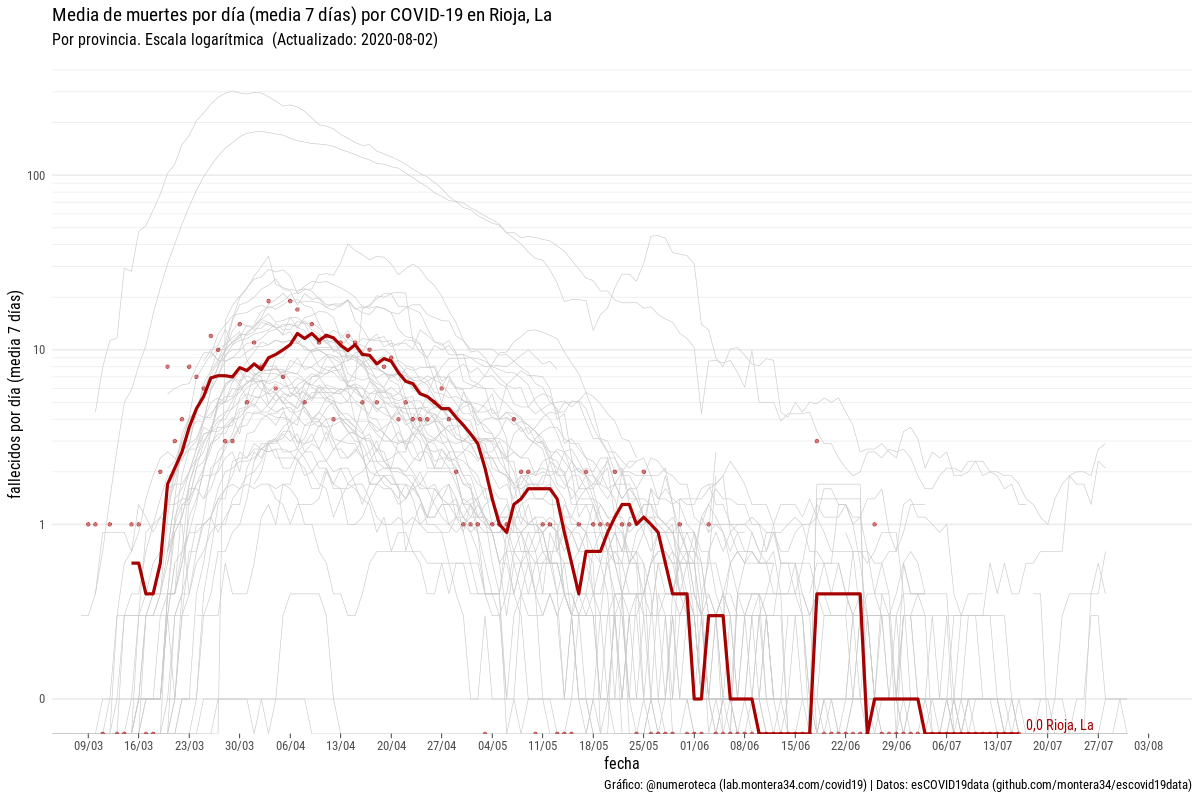 Media de muertes por día (media 7 días) por COVID-19 en Rioja, La
Por provincia. Escala logarítmica (Actualizado: 2020-08-02)
fallecidos por día (media 7 días)
100
10
1
0
0,0 Rioja, La
09/03 16/03 23/03 30/03 06/04 13/04 20/04 27/04 04/05 11/05 18/05 25/05 01/06 08/06 15/06 22/06 29/06 06/07 13/07 20/07 27/07 03/08
fecha
Gráfico: @numeroteca (lab.montera34.com/covid19) | Datos: esCOVID19data (github.com/montera34/escovid19data)